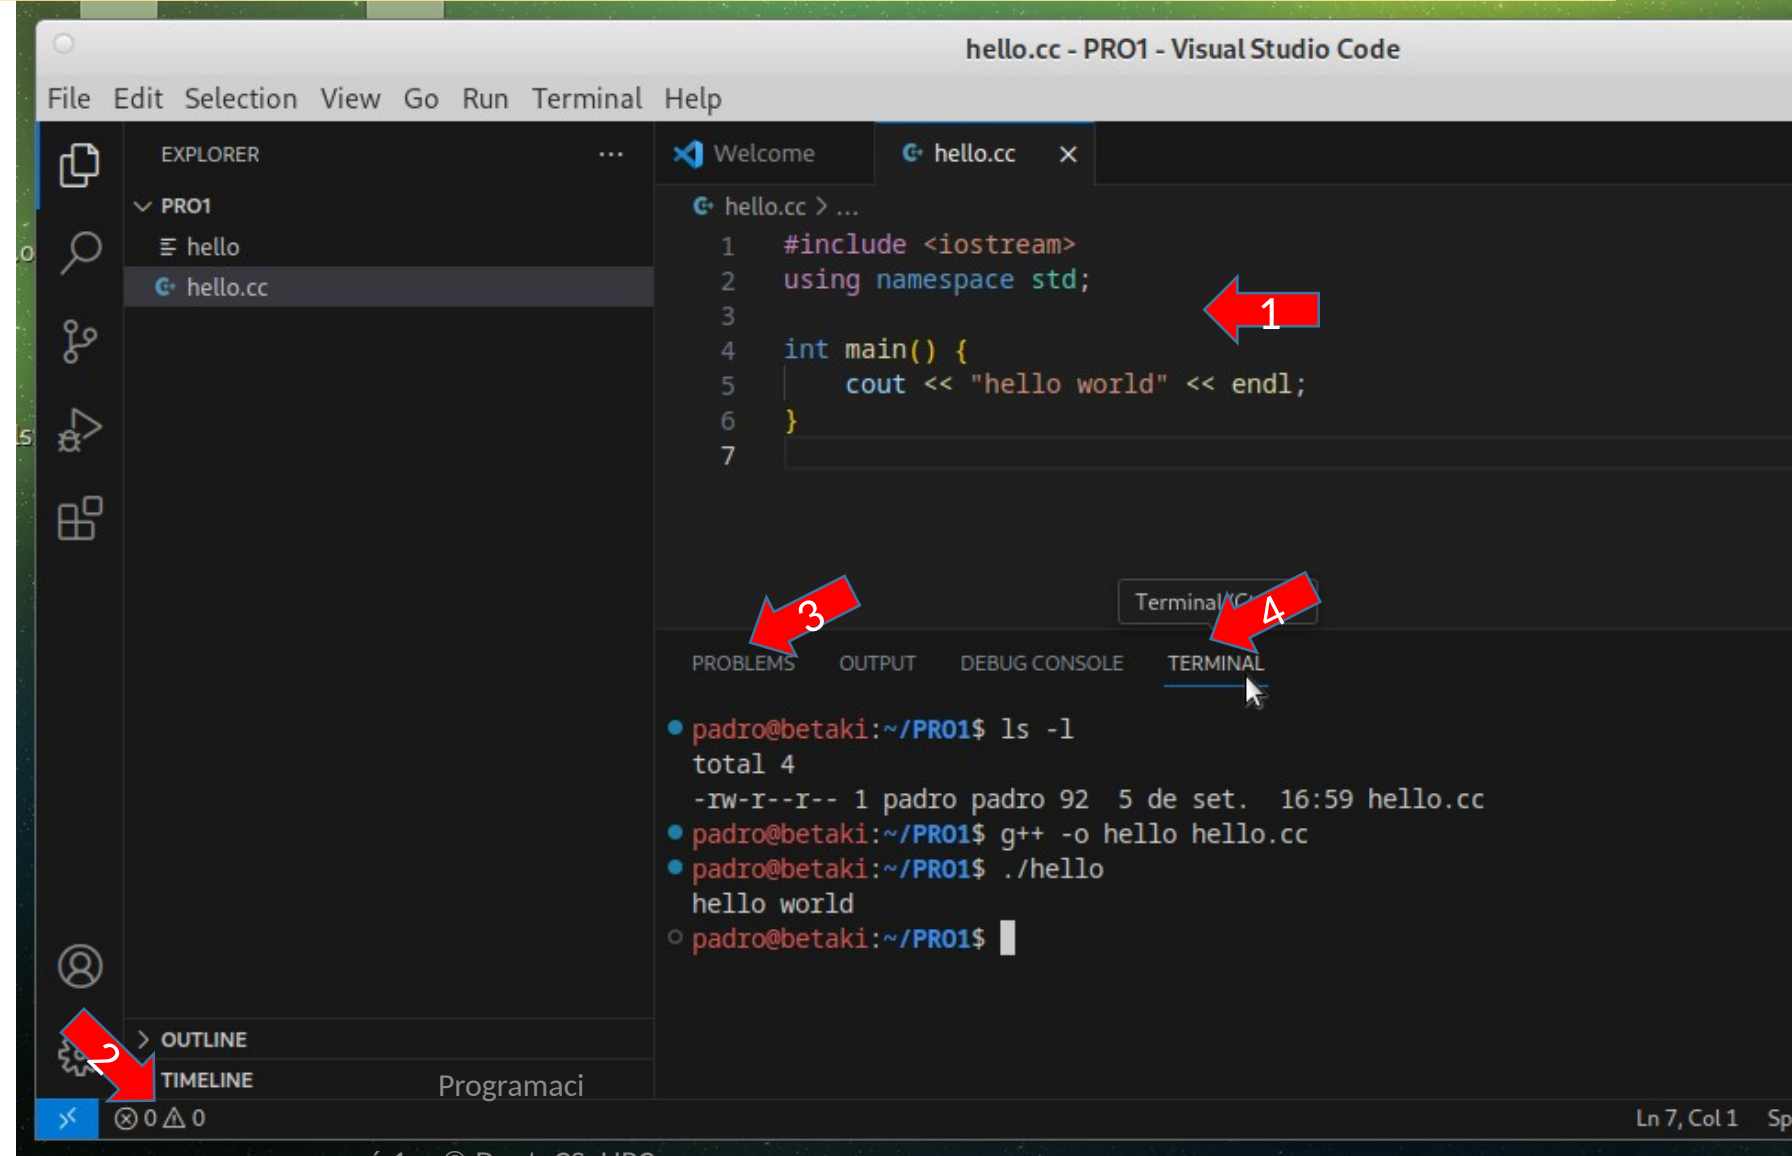 hello.cc - PRO1 - Visual Studio Code
File Edit Selection View Go Run Terminal Help
EXPLORER ...
PRO1
hello
hello.cc
Welcome
hello.cc
hello.cc > ...
1 #include <iostream>
2 using namespace std;
3
4 int main() {
5 cout << "hello world" << endl;
6 }
7
1
3
Terminal
4
PROBLEMS OUTPUT DEBUG CONSOLE TERMINAL
padro@betaki:~/PRO1$ ls -l
total 4
-rw-r--r-- 1 padro padro 92 5 de set. 16:59 hello.cc
padro@betaki:~/PRO1$ g++ -o hello hello.cc
padro@betaki:~/PRO1$ ./hello
hello world
padro@betaki:~/PRO1$
OUTLINE
2
TIMELINE
Programaci
0 0
Ln 7, Col 1